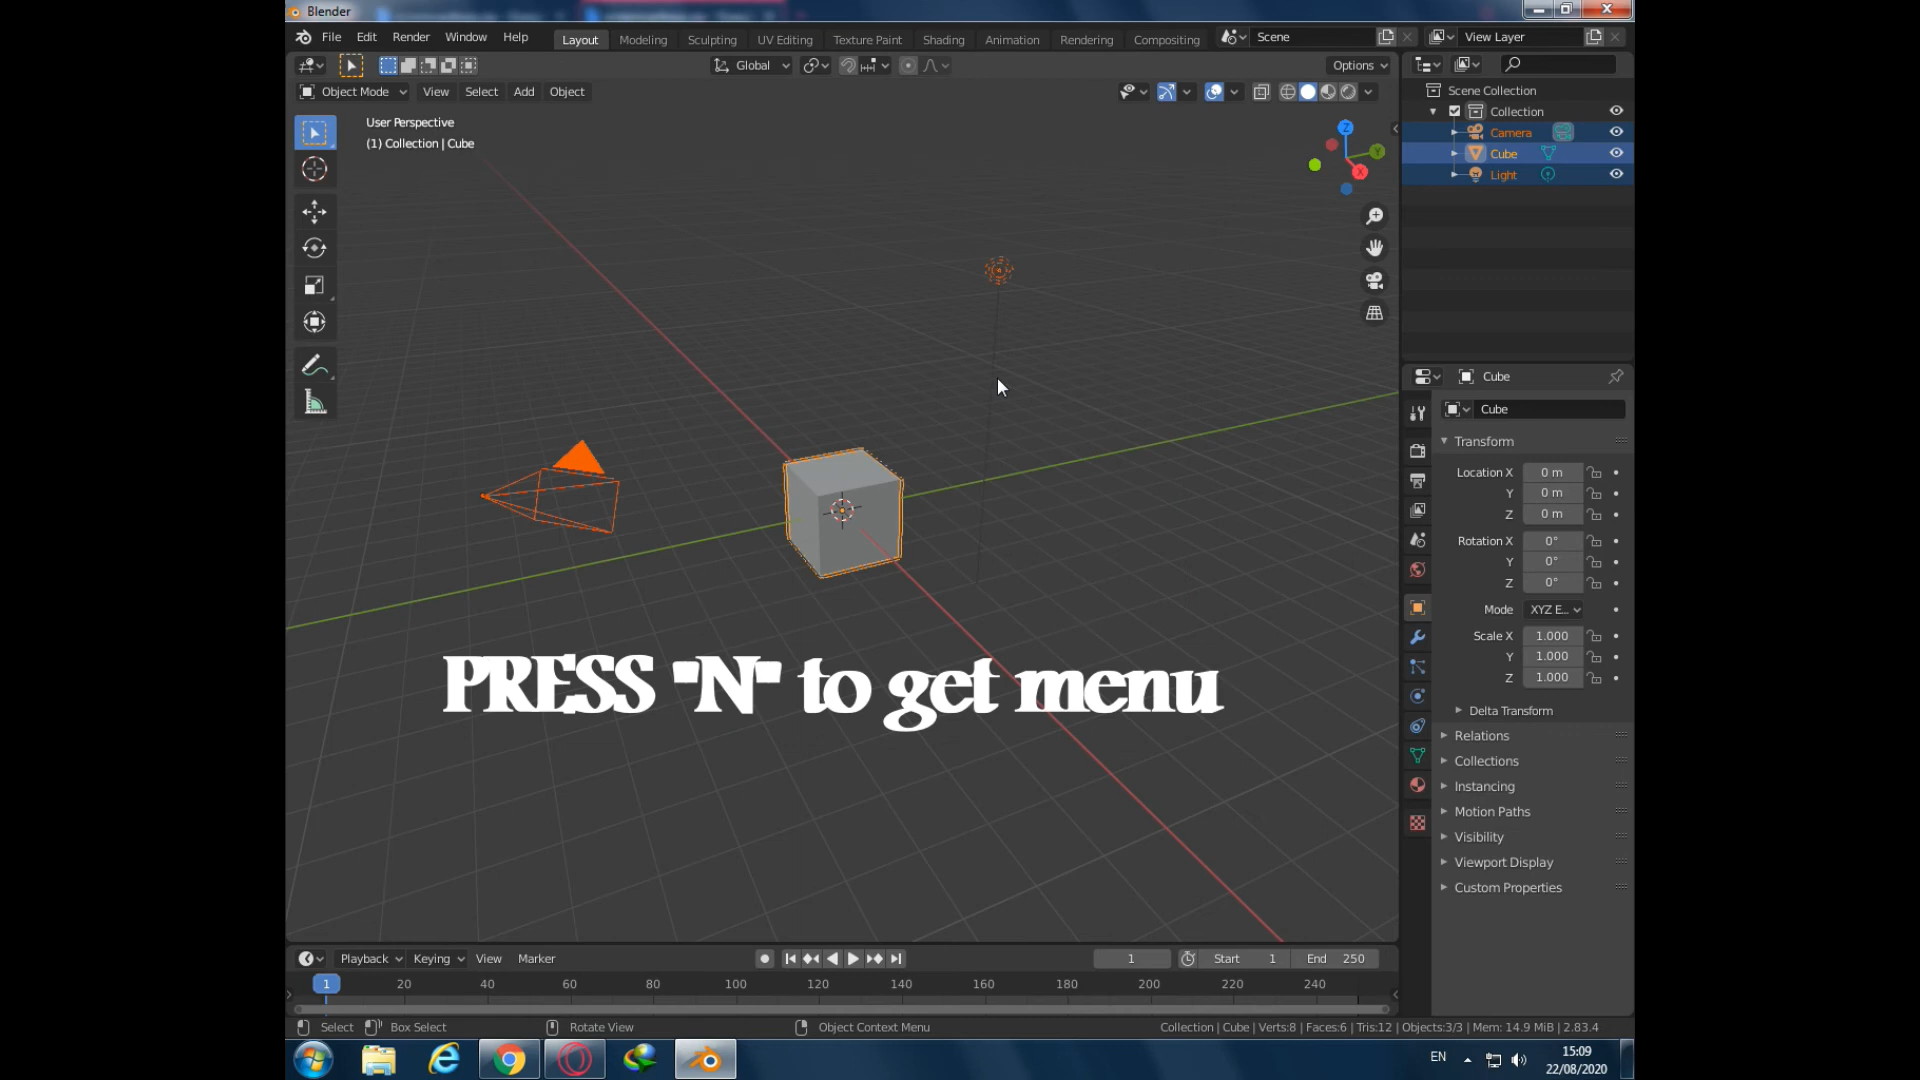 Blender
File Edit Render Window Help Layout Modeling Sculpting UV Editing Texture Paint Shading Animation Rendering Compositing Scene View Layer
Global Options
Object Mode View Select Add Object
User Perspective
(1) Collection | Cube
Z
Y
X
Scene Collection
Collection
Camera
Cube
Light
Cube
Cube
Transform
Location X 0 m
Y 0 m
Z 0 m
Rotation X 0°
Y 0°
Z 0°
Mode XYZ E...
Scale X 1.000
Y 1.000
Z 1.000
Delta Transform
Relations
Collections
Instancing
Motion Paths
Visibility
Viewport Display
Custom Properties
PRESS "N" to get menu
Playback Keying View Marker 1 Start 1 End 250
1 20 40 60 80 100 120 140 160 180 200 220 240
Select Box Select Rotate View Object Context Menu Collection | Cube | Verts:8 | Faces:6 | Tris:12 | Objects:3/3 | Mem: 14.9 MiB | 2.83.4
EN 15:09
22/08/2020